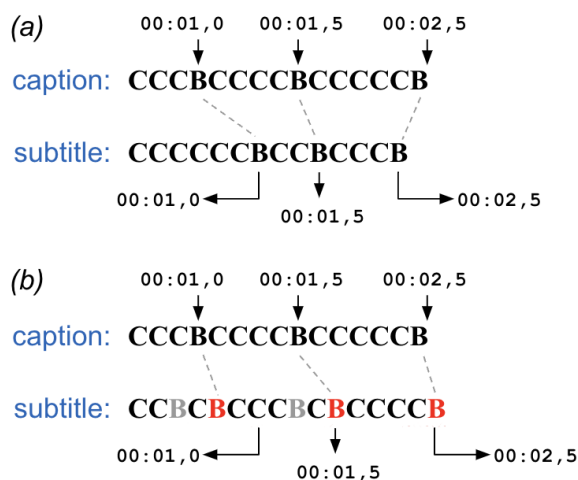 (a)
00:01,0 00:01,5 00:02,5
caption: CCCBCCCCBCCCCCB
subtitle: CCCCCCBCCBCCCB
00:01,0 00:01,5 00:02,5
(b)
00:01,0 00:01,5 00:02,5
caption: CCCBCCCCBCCCCCB
subtitle: CCBCBCCCBCBCCCCB
00:01,0 00:01,5 00:02,5